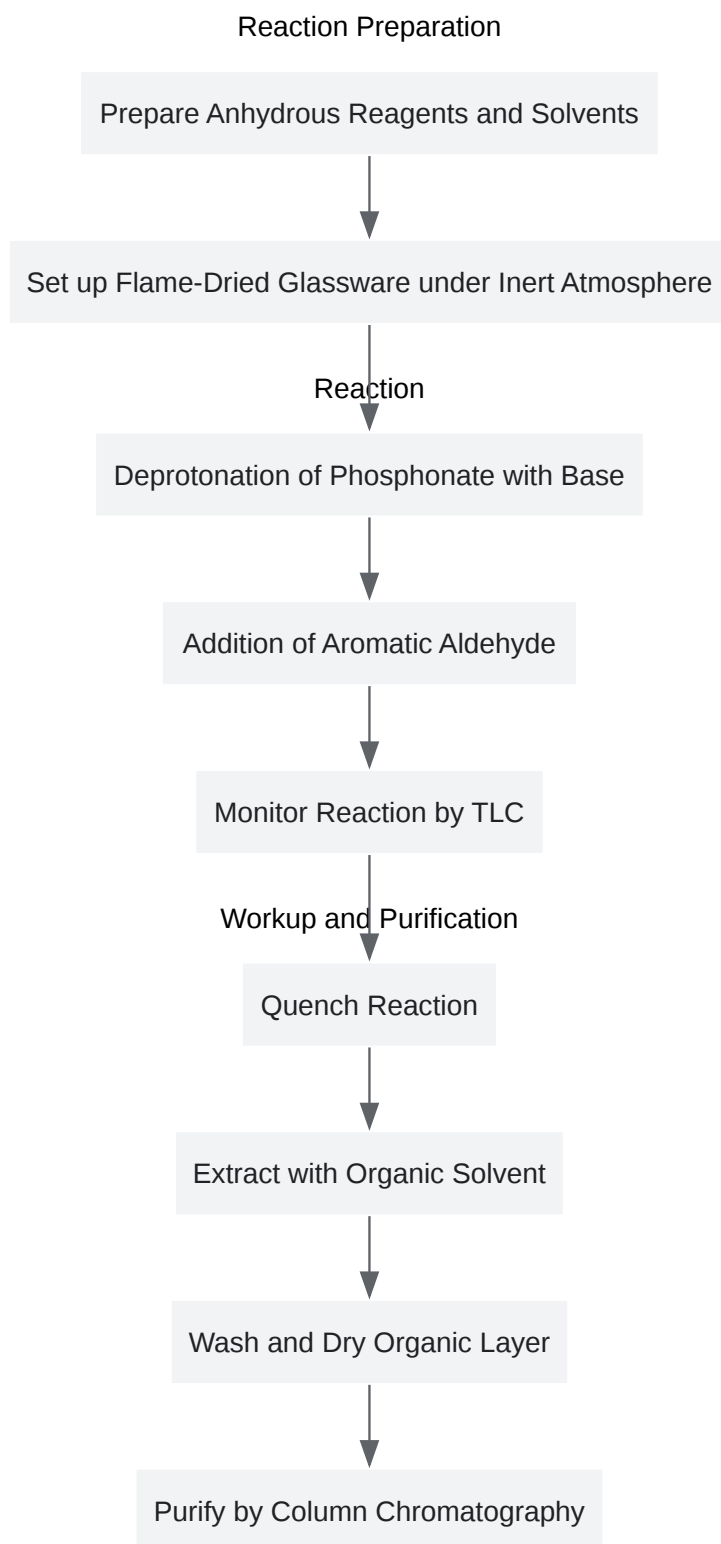 Reaction Preparation
Prepare Anhydrous Reagents and Solvents
Set up Flame-Dried Glassware under Inert Atmosphere
Reaction
Deprotonation of Phosphonate with Base
Addition of Aromatic Aldehyde
Monitor Reaction by TLC
Workup and Purification
Quench Reaction
Extract with Organic Solvent
Wash and Dry Organic Layer
Purify by Column Chromatography